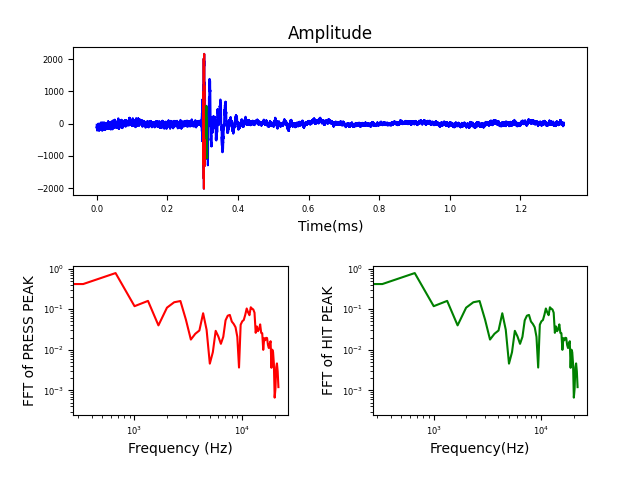 Amplitude
2000
1000
0
−1000
−2000
0.0 0.2 0.4 0.6 0.8 1.0 1.2
Time(ms)
FFT of PRESS PEAK
10⁰
10⁻¹
10⁻²
10⁻³
10³ 10⁴
Frequency (Hz)
FFT of HIT PEAK
10⁰
10⁻¹
10⁻²
10⁻³
10³ 10⁴
Frequency(Hz)